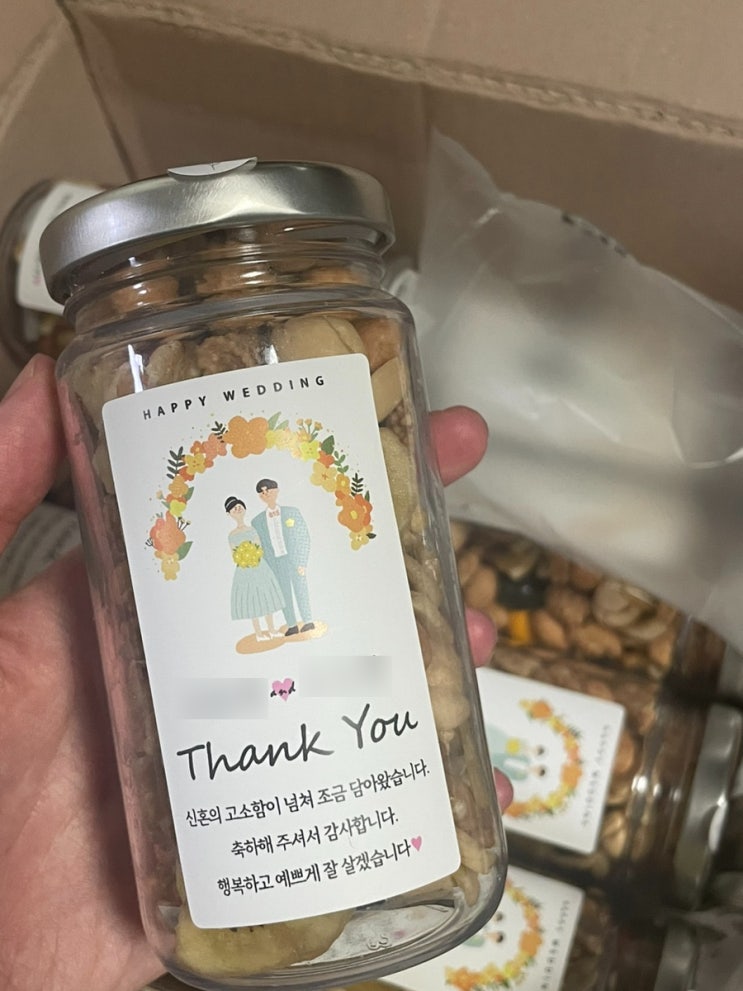 HAPPY WEDDING
and
Thank You
신혼의 고소함이 넘쳐 조금 담아왔습니다.
축하해 주셔서 감사합니다.
행복하고 예쁘게 잘 살겠습니다